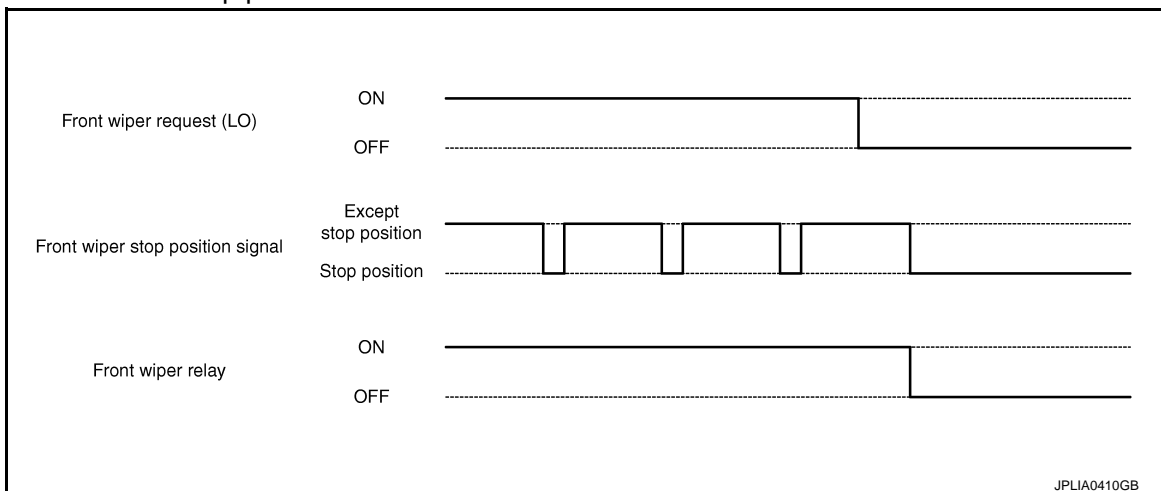 ON
Front wiper request (LO)
OFF
Except
stop position
Front wiper stop position signal
Stop position
ON
Front wiper relay
OFF
JPLIA0410GB